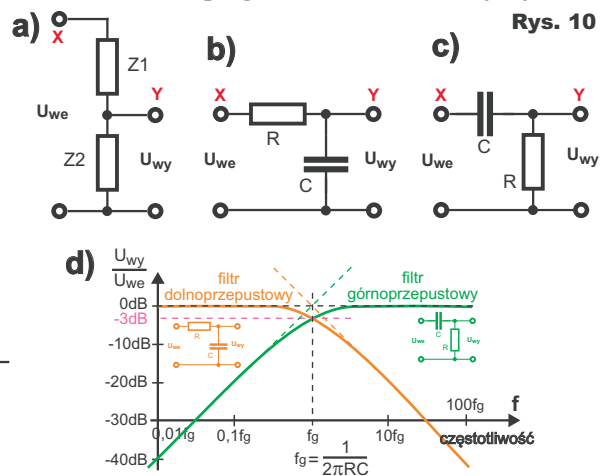 Rys. 10
a)
X
Z1
Y
Uwe
Z2
Uwy
b)
X
Y
R
Uwe
C
Uwy
c)
X
Y
C
Uwe
R
Uwy
d)
Uwy
Uwe
filtr
dolnoprzepustowy
filtr
górnoprzepustowy
0dB
-3dB
-10dB
-20dB
-30dB
-40dB
R
Uwe
C
Uwy
C
Uwe
R
Uwy
0,01fg
0,1fg
fg
10fg
100fg
f
częstotliwość
fg = 1
2πRC